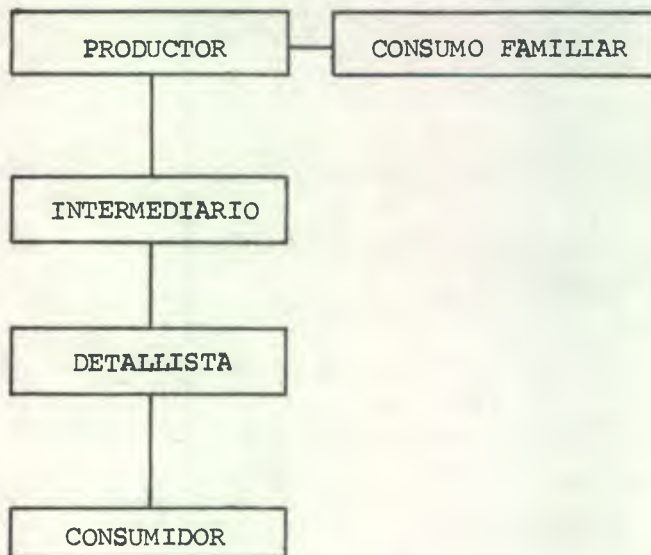 PRODUCTOR
CONSUMO FAMILIAR
INTERMEDIARIO
DETALLISTA
CONSUMIDOR